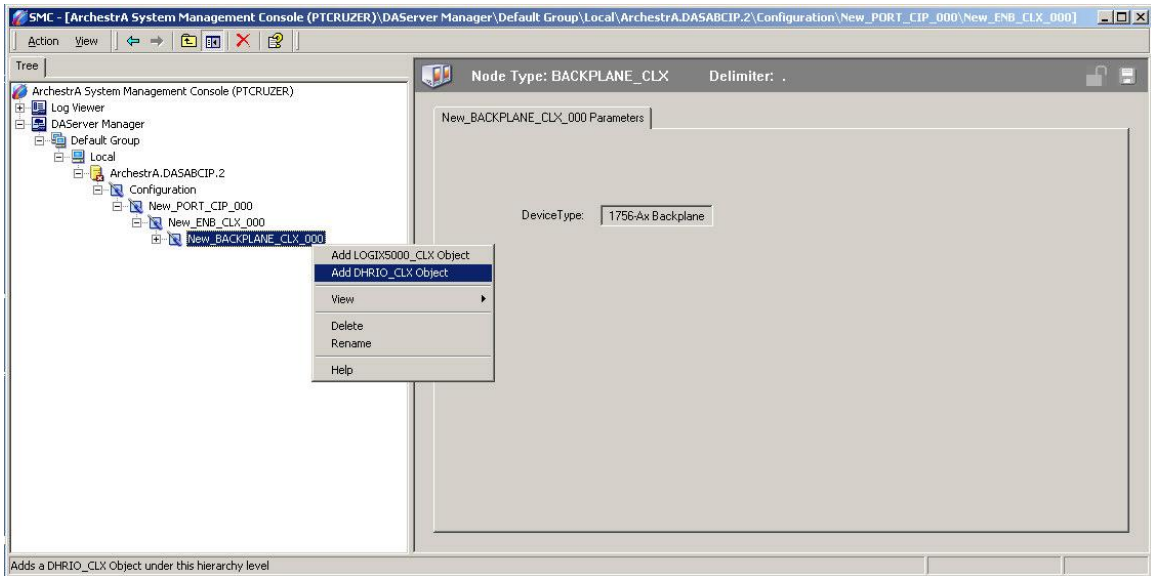 SMC - [ArchestrA System Management Console (PTCRUZER)\DAServer Manager\Default Group\Local\ArchestrA.DASABCIP.2\Configuration\New_PORT_CIP_000\New_ENB_CLX_000]
Action View
Tree
ArchestrA System Management Console (PTCRUZER)
Log Viewer
DAServer Manager
Default Group
Local
ArchestrA.DASABCIP.2
Configuration
New_PORT_CIP_000
New_ENB_CLX_000
New_BACKPLANE_CLX_000
Add LOGIX5000_CLX Object
Add DHRIO_CLX Object
View
Delete
Rename
Help
Node Type: BACKPLANE_CLX Delimiter: .
New_BACKPLANE_CLX_000 Parameters
DeviceType: 1756-Ax Backplane
Adds a DHRIO_CLX Object under this hierarchy level